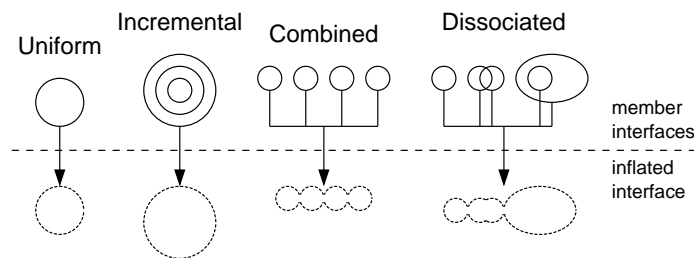 Uniform
Incremental
Combined
Dissociated
member
interfaces
inflated
interface